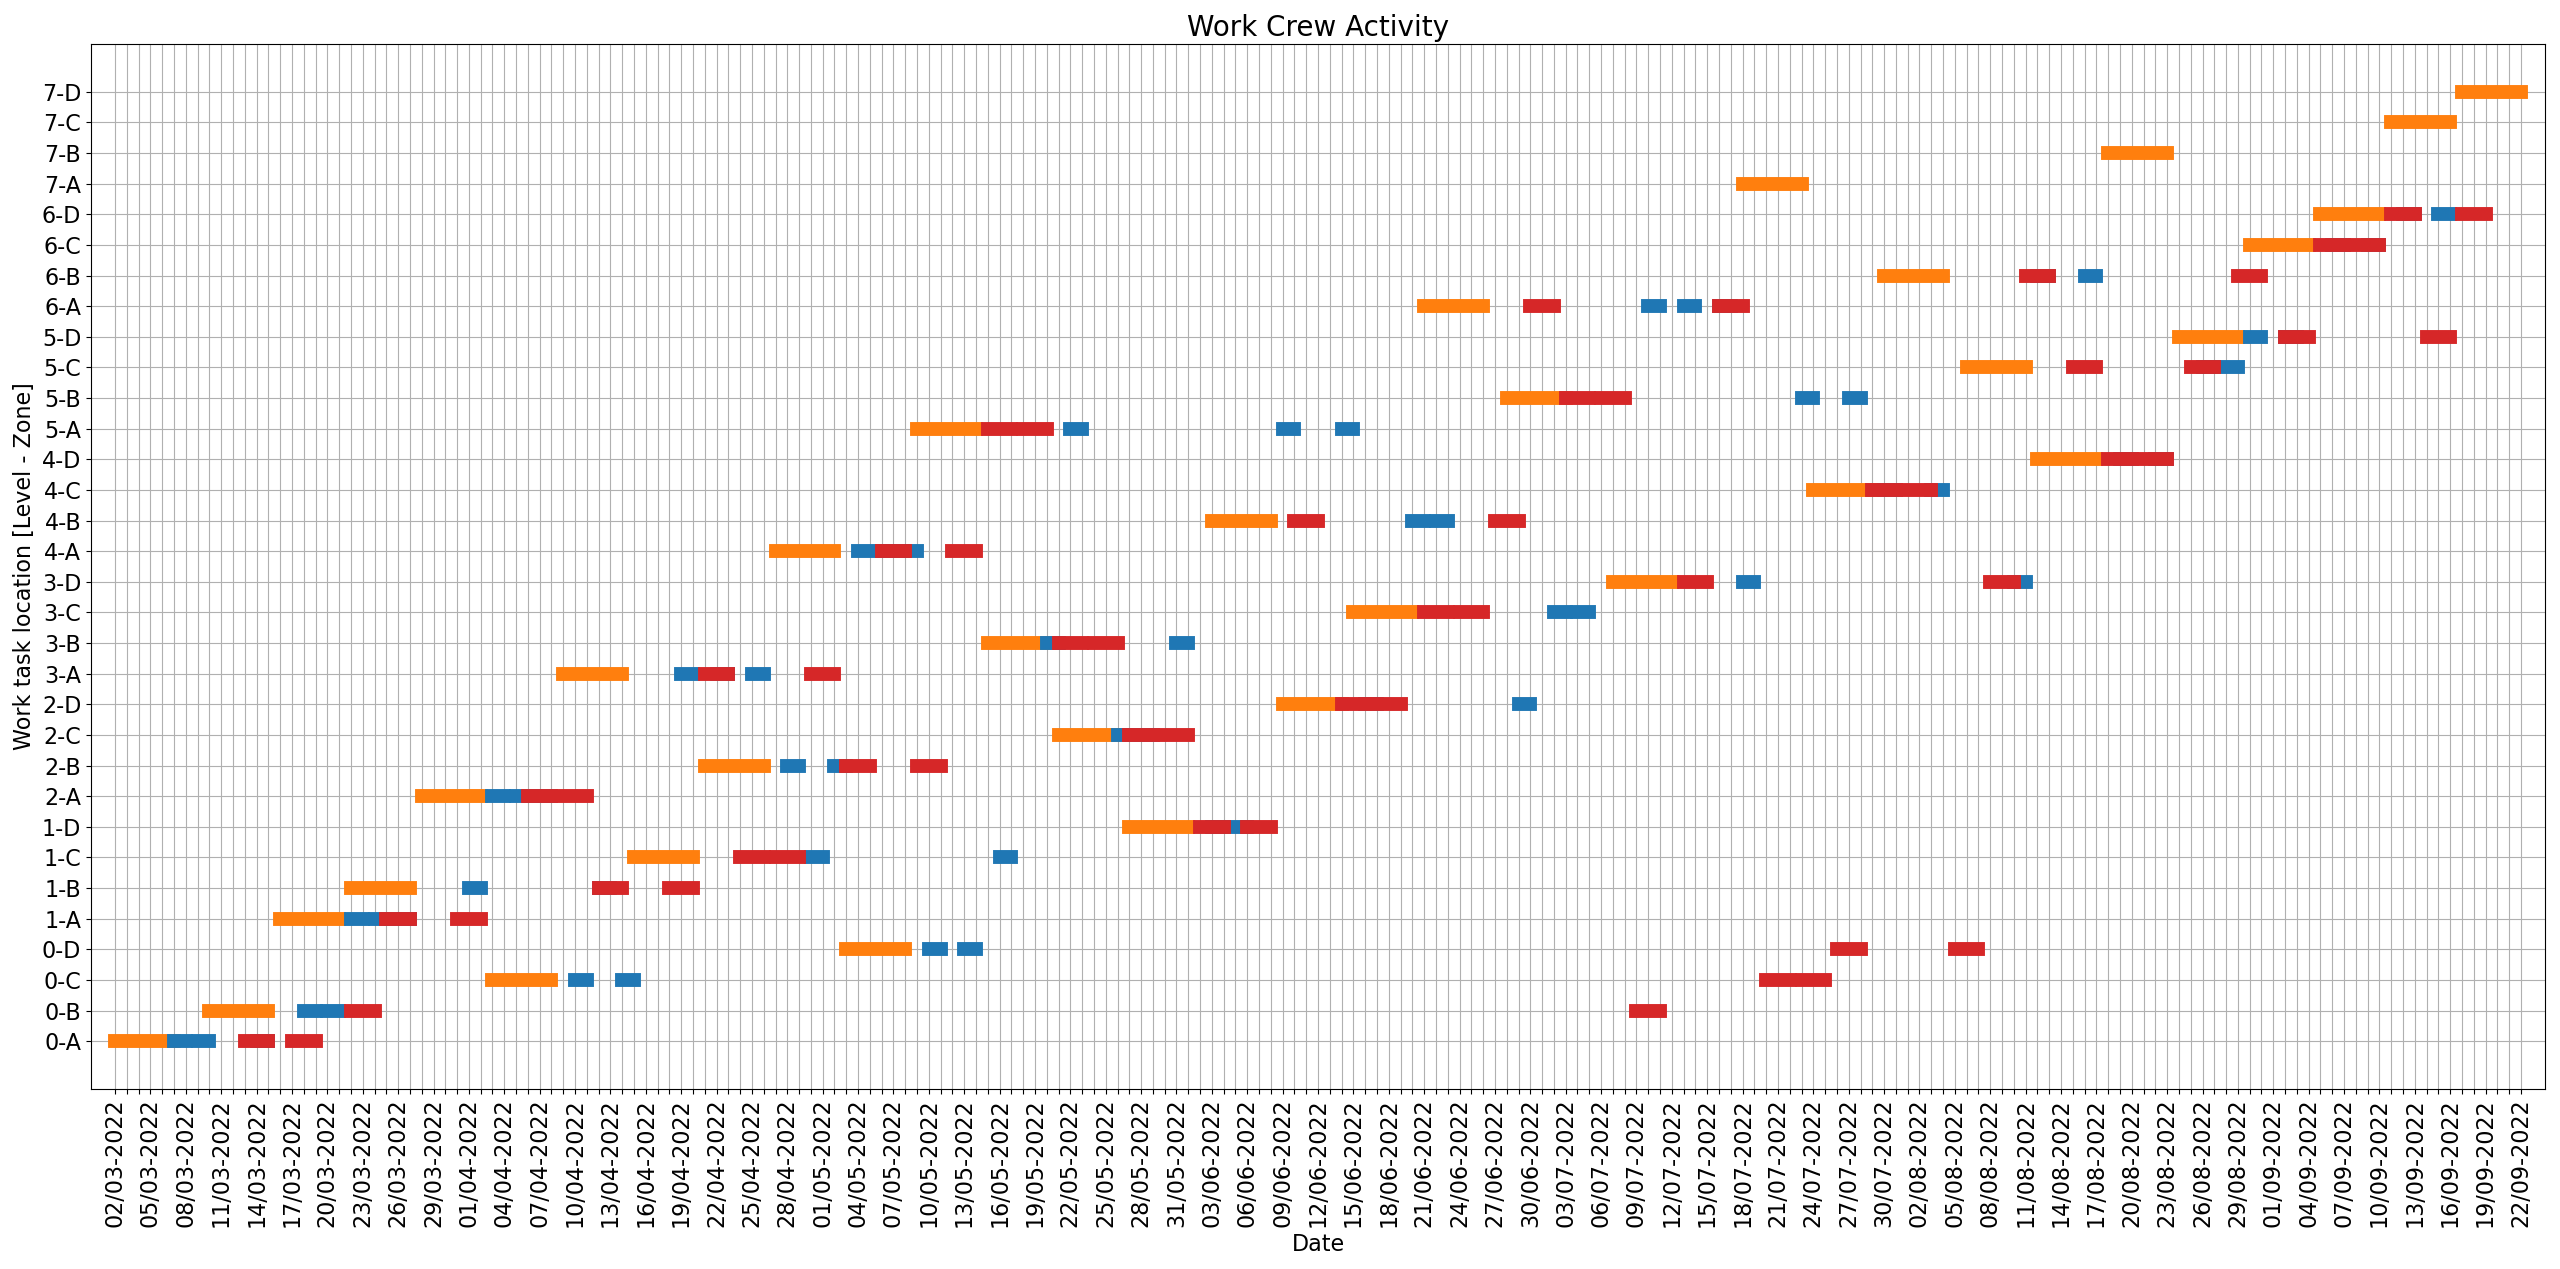 Work Crew Activity
7-D
7-C
7-B
7-A
6-D
6-C
6-B
6-A
5-D
5-C
5-B
5-A
4-D
4-C
4-B
4-A
3-D
3-C
3-B
3-A
2-D
2-C
2-B
2-A
1-D
1-C
1-B
1-A
0-D
0-C
0-B
0-A
Work task location [Level - Zone]
02/03-2022
05/03-2022
08/03-2022
11/03-2022
14/03-2022
17/03-2022
20/03-2022
23/03-2022
26/03-2022
29/03-2022
01/04-2022
04/04-2022
07/04-2022
10/04-2022
13/04-2022
16/04-2022
19/04-2022
22/04-2022
25/04-2022
28/04-2022
01/05-2022
04/05-2022
07/05-2022
10/05-2022
13/05-2022
16/05-2022
19/05-2022
22/05-2022
25/05-2022
28/05-2022
31/05-2022
03/06-2022
06/06-2022
09/06-2022
12/06-2022
15/06-2022
18/06-2022
21/06-2022
24/06-2022
27/06-2022
30/06-2022
03/07-2022
06/07-2022
09/07-2022
12/07-2022
15/07-2022
18/07-2022
21/07-2022
24/07-2022
27/07-2022
30/07-2022
02/08-2022
05/08-2022
08/08-2022
11/08-2022
14/08-2022
17/08-2022
20/08-2022
23/08-2022
26/08-2022
29/08-2022
01/09-2022
04/09-2022
07/09-2022
10/09-2022
13/09-2022
16/09-2022
19/09-2022
22/09-2022
Date